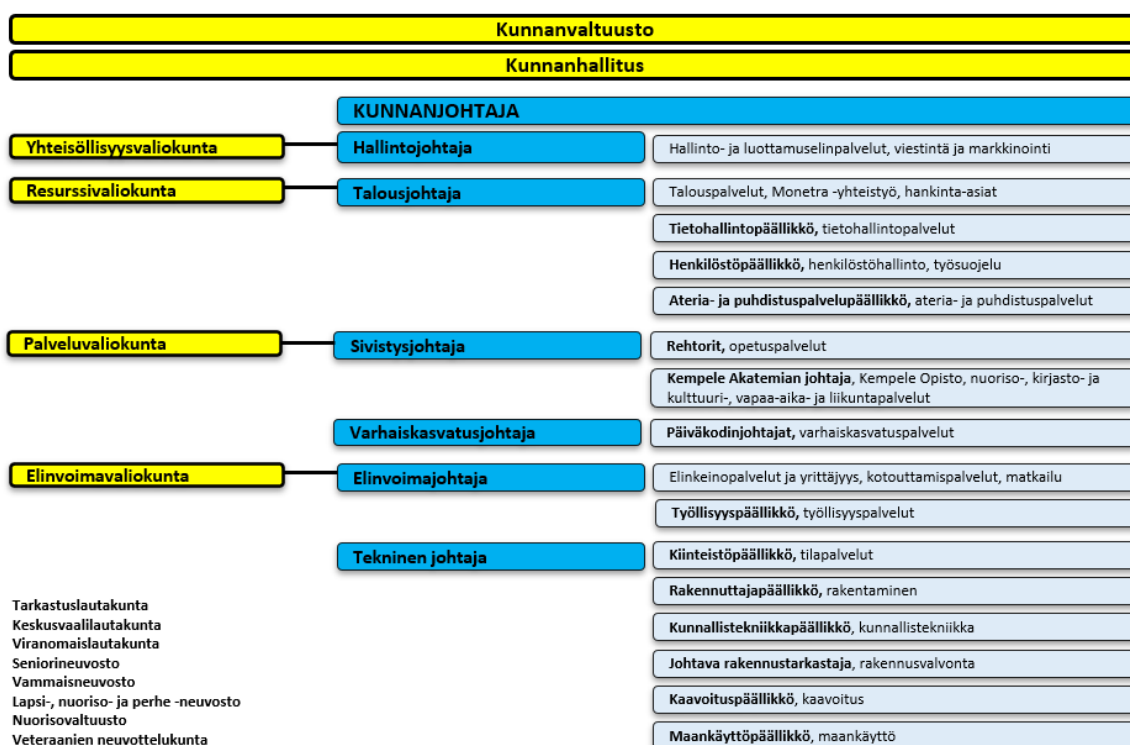 Kunnanvaltuusto
Kunnanhallitus
KUNNANJOHTAJA
Yhteisöllisyysvaliokunta
Hallintojohtaja
Hallinto- ja luottamuselinpalvelut, viestintä ja markkinointi
Resurssivaliokunta
Talousjohtaja
Talouspalvelut, Monetra -yhteistyö, hankinta-asiat
Tietohallintopäällikkö, tietohallintopalvelut
Henkilöstöpäällikkö, henkilöstöhallinto, työsuojelu
Ateria- ja puhdistuspalvelupäällikkö, ateria- ja puhdistuspalvelut
Palveluvaliokunta
Sivistysjohtaja
Rehtorit, opetuspalvelut
Kempele Akatemian johtaja, Kempele Opisto, nuoriso-, kirjasto- ja
kulttuuri-, vapaa-aika- ja liikuntapalvelut
Varhaiskasvatusjohtaja
Päiväkodinjohtajat, varhaiskasvatuspalvelut
Elinvoimavaliokunta
Elinvoimajohtaja
Elinkeinopalvelut ja yrittäjyys, kotouttamispalvelut, matkailu
Työllisyyspäällikkö, työllisyyspalvelut
Tekninen johtaja
Kiinteistöpäällikkö, tilapalvelut
Rakennuttajapäällikkö, rakentaminen
Kunnallistekniikkapäällikkö, kunnallistekniikka
Johtava rakennustarkastaja, rakennusvalvonta
Kaavoituspäällikkö, kaavoitus
Maankäyttöpäällikkö, maankäyttö
Tarkastuslautakunta
Keskusvaalilautakunta
Viranomaislautakunta
Seniorineuvosto
Vammaisneuvosto
Lapsi-, nuoriso- ja perhe -neuvosto
Nuorisovaltuusto
Veteraanien neuvottelukunta